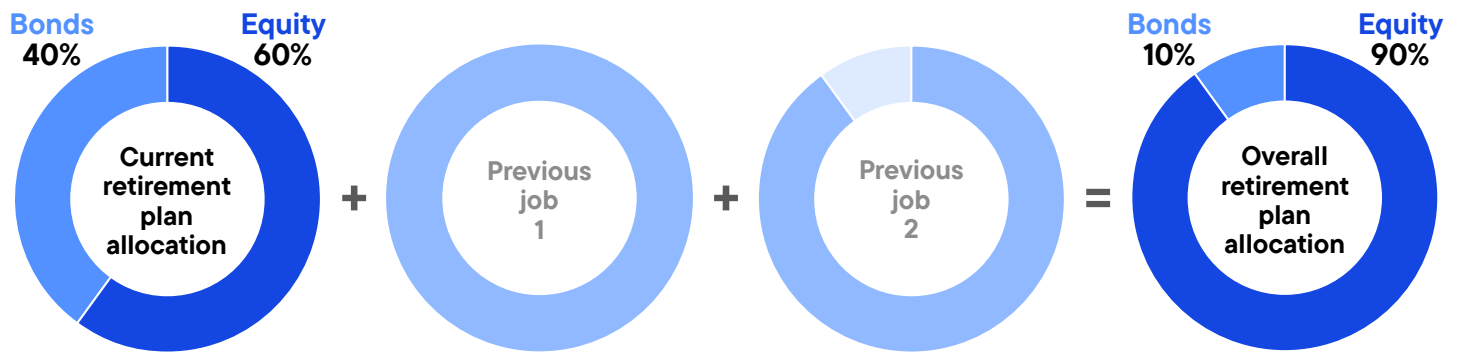 Bonds
40%
Equity
60%
Current
retirement
plan
allocation
+
Previous
job
1
+
Previous
job
2
=
Bonds
10%
Equity
90%
Overall
retirement
plan
allocation